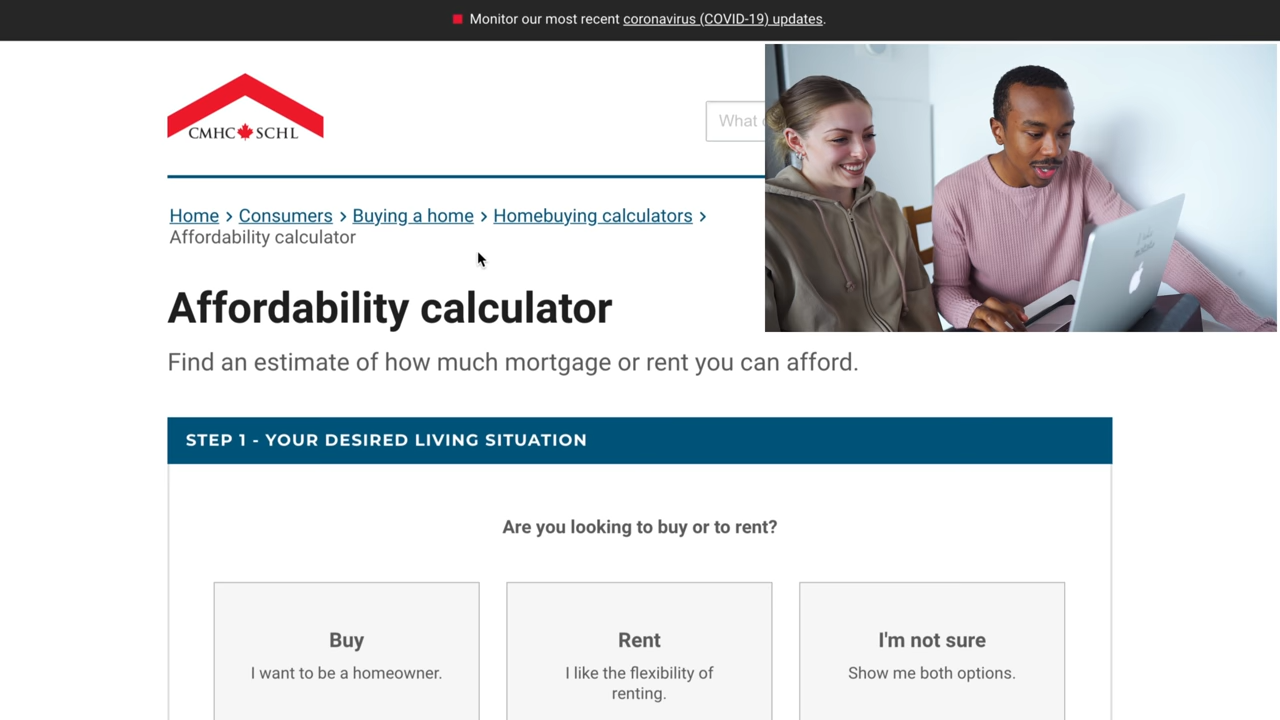 Monitor our most recent coronavirus (COVID-19) updates.
CMHC SCHL
What
Home > Consumers > Buying a home > Homebuying calculators >
Affordability calculator
Affordability calculator
Find an estimate of how much mortgage or rent you can afford.
STEP 1 - YOUR DESIRED LIVING SITUATION
Are you looking to buy or to rent?
Buy
I want to be a homeowner.
Rent
I like the flexibility of
renting.
I'm not sure
Show me both options.